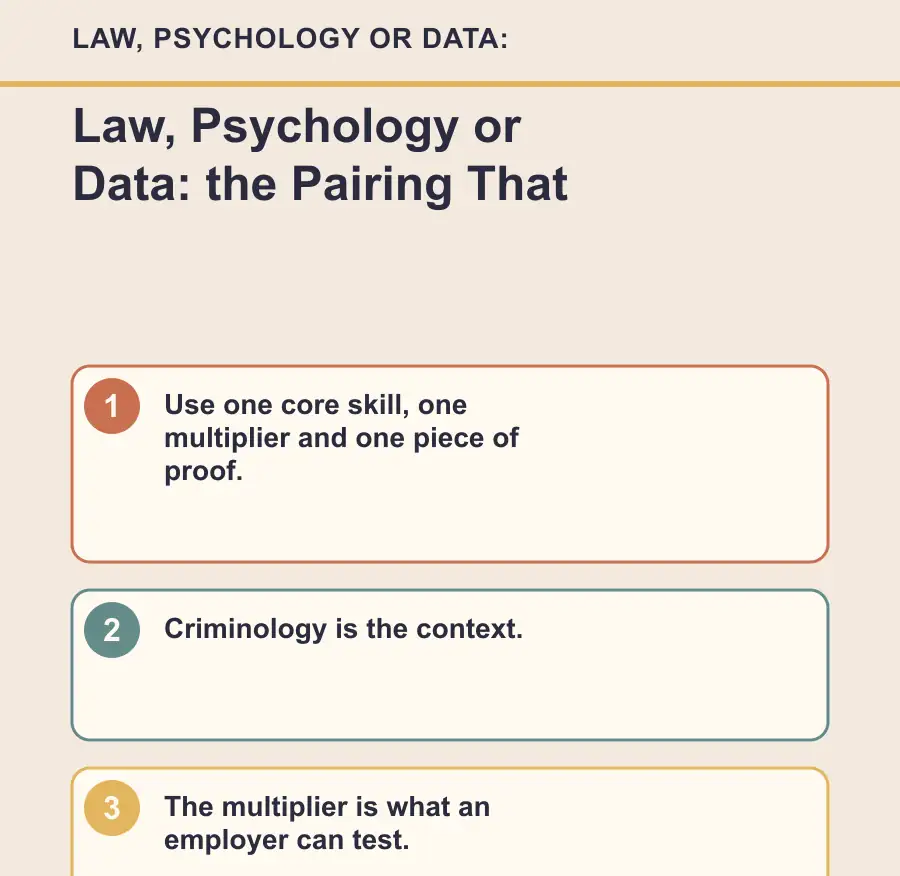 LAW, PSYCHOLOGY OR DATA:
Law, Psychology or
Data: the Pairing That
1
Use one core skill, one
multiplier and one piece of
proof.
2
Criminology is the context.
3
The multiplier is what an
employer can test.